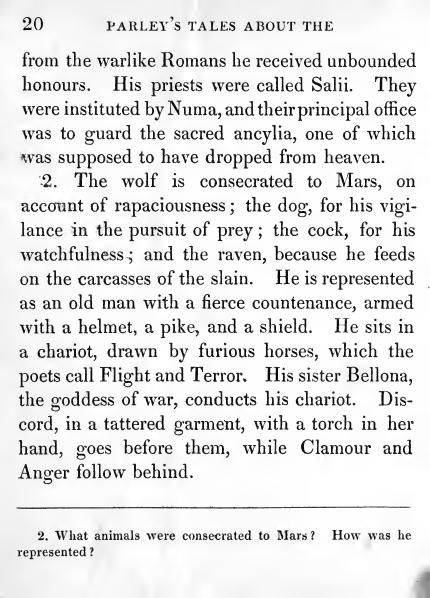 20 PARLEY'S TALES ABOUT THE
from the warlike Romans he received unbounded
honours. His priests were called Salii. They
were instituted by Numa, and their principal office
was to guard the sacred ancylia, one of which
was supposed to have dropped from heaven.
2. The wolf is consecrated to Mars, on
account of rapaciousness; the dog, for his vigi-
lance in the pursuit of prey; the cock, for his
watchfulness; and the raven, because he feeds
on the carcasses of the slain. He is represented
as an old man with a fierce countenance, armed
with a helmet, a pike, and a shield. He sits in
a chariot, drawn by furious horses, which the
poets call Flight and Terror. His sister Bellona,
the goddess of war, conducts his chariot. Dis-
cord, in a tattered garment, with a torch in her
hand, goes before them, while Clamour and
Anger follow behind.
2. What animals were consecrated to Mars? How was he
represented?